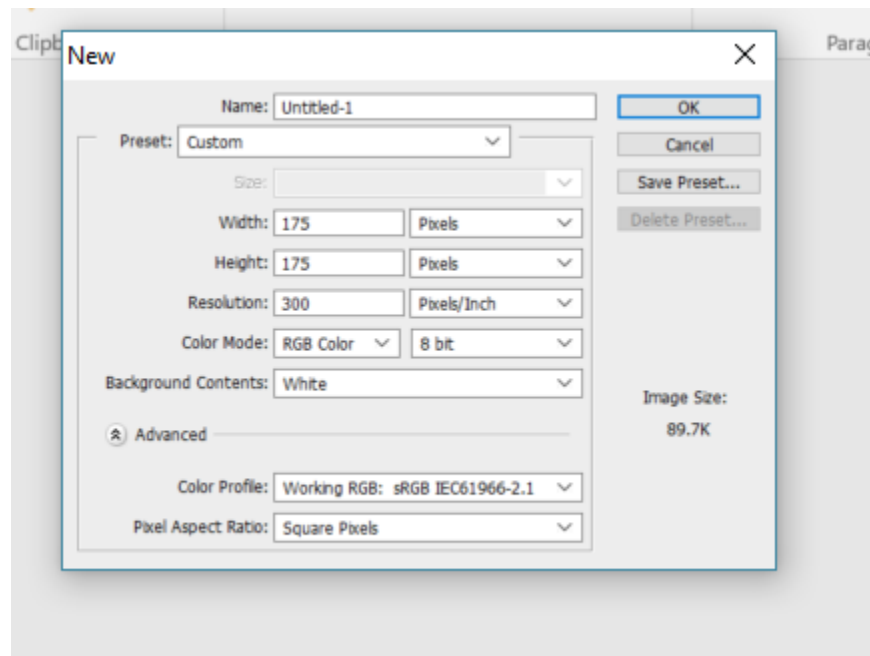 Clipb
Parag
New
Name: Untitled-1
OK
Preset: Custom
Cancel
Size:
Save Preset...
Width: 175 Pixels
Delete Preset...
Height: 175 Pixels
Resolution: 300 Pixels/Inch
Color Mode: RGB Color 8 bit
Background Contents: White
Image Size:
89.7K
Advanced
Color Profile: Working RGB: sRGB IEC61966-2.1
Pixel Aspect Ratio: Square Pixels